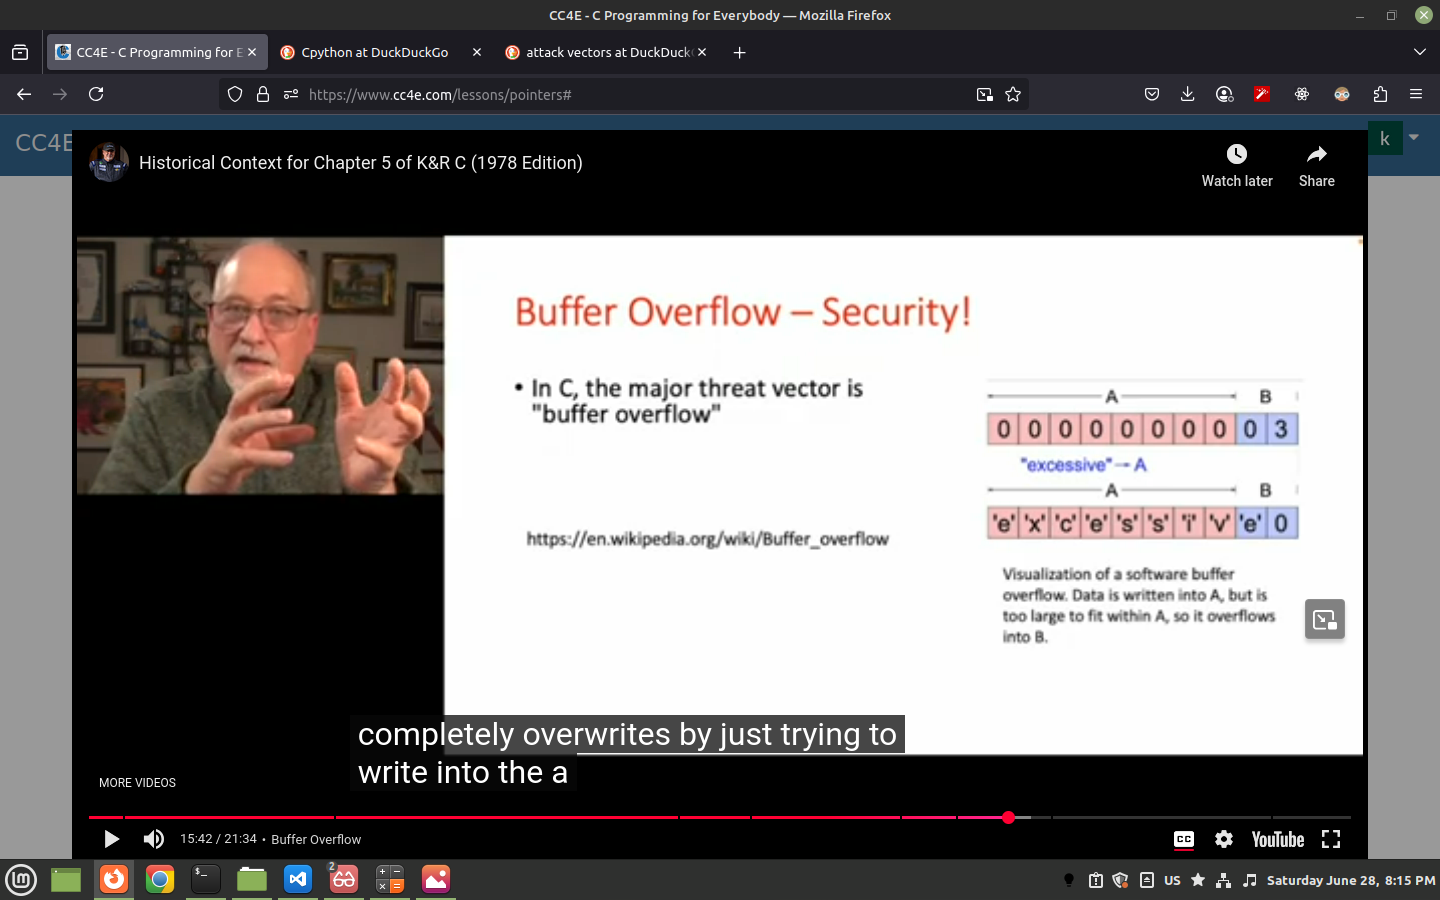 CC4E - C Programming for Everybody — Mozilla Firefox
CC4E - C Programming for E
Cpython at DuckDuckGo
attack vectors at DuckDuck
https://www.cc4e.com/lessons/pointers#
CC4E
k
Historical Context for Chapter 5 of K&R C (1978 Edition)
Watch later
Share
Buffer Overflow – Security!
• In C, the major threat vector is
"buffer overflow"
https://en.wikipedia.org/wiki/Buffer_overflow
A B
0 0 0 0 0 0 0 0 0 3
"excessive" → A
A B
'e' 'x' 'c' 'e' 's' 's' 'i' 'v' 'e' 0
Visualization of a software buffer
overflow. Data is written into A, but is
too large to fit within A, so it overflows
into B.
completely overwrites by just trying to
write into the a
MORE VIDEOS
15:42 / 21:34 • Buffer Overflow
CC
YouTube
2
US
Saturday June 28, 8:15 PM